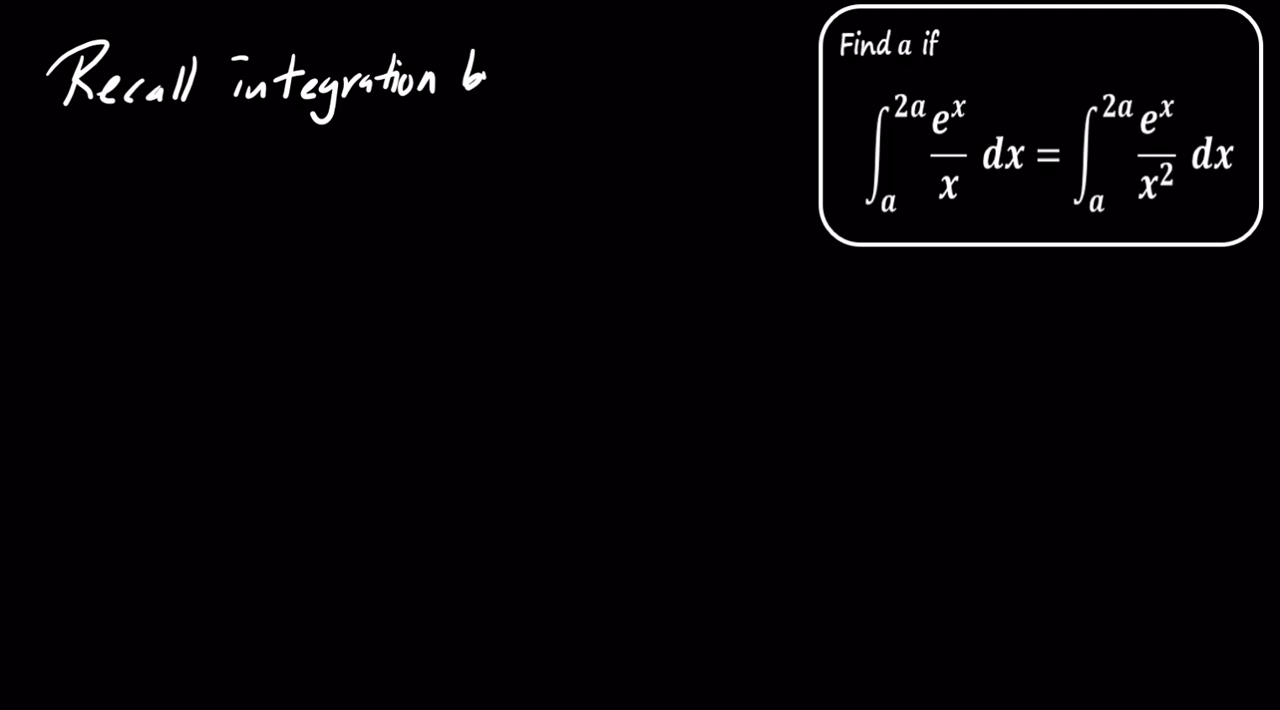 Recall integration b
Find a if
∫_a^{2a} e^x/x dx = ∫_a^{2a} e^x/x^2 dx